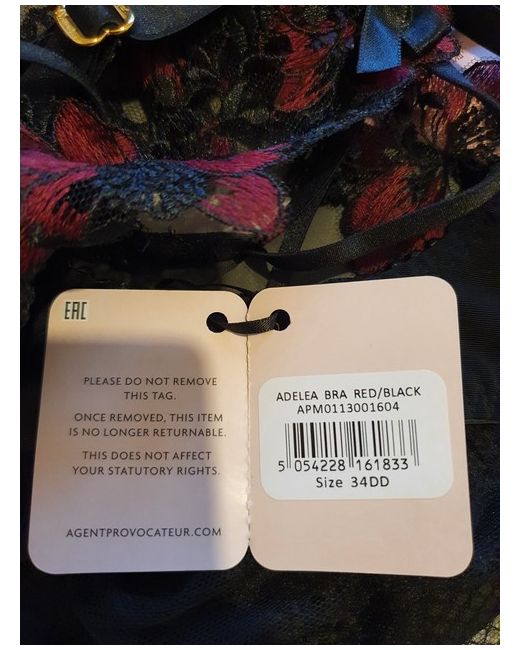 EAC
PLEASE DO NOT REMOVE
THIS TAG.
ONCE REMOVED, THIS ITEM
IS NO LONGER RETURNABLE.
THIS DOES NOT AFFECT
YOUR STATUTORY RIGHTS.
AGENTPROVOCATEUR.COM
ADELEA BRA RED/BLACK
APM0113001604
5 054228 161833
Size 34DD